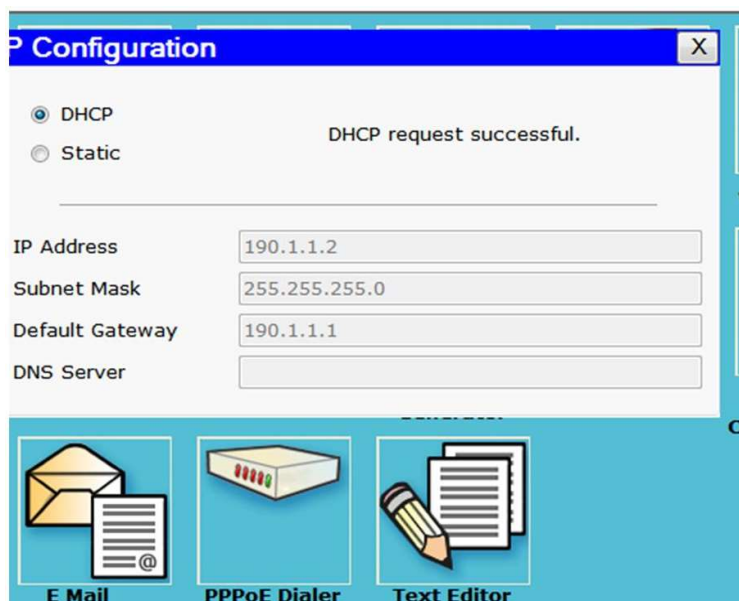 P Configuration
X
DHCP
DHCP request successful.
Static
IP Address 190.1.1.2
Subnet Mask 255.255.255.0
Default Gateway 190.1.1.1
DNS Server
@
E Mail
PPPoE Dialer
Text Editor